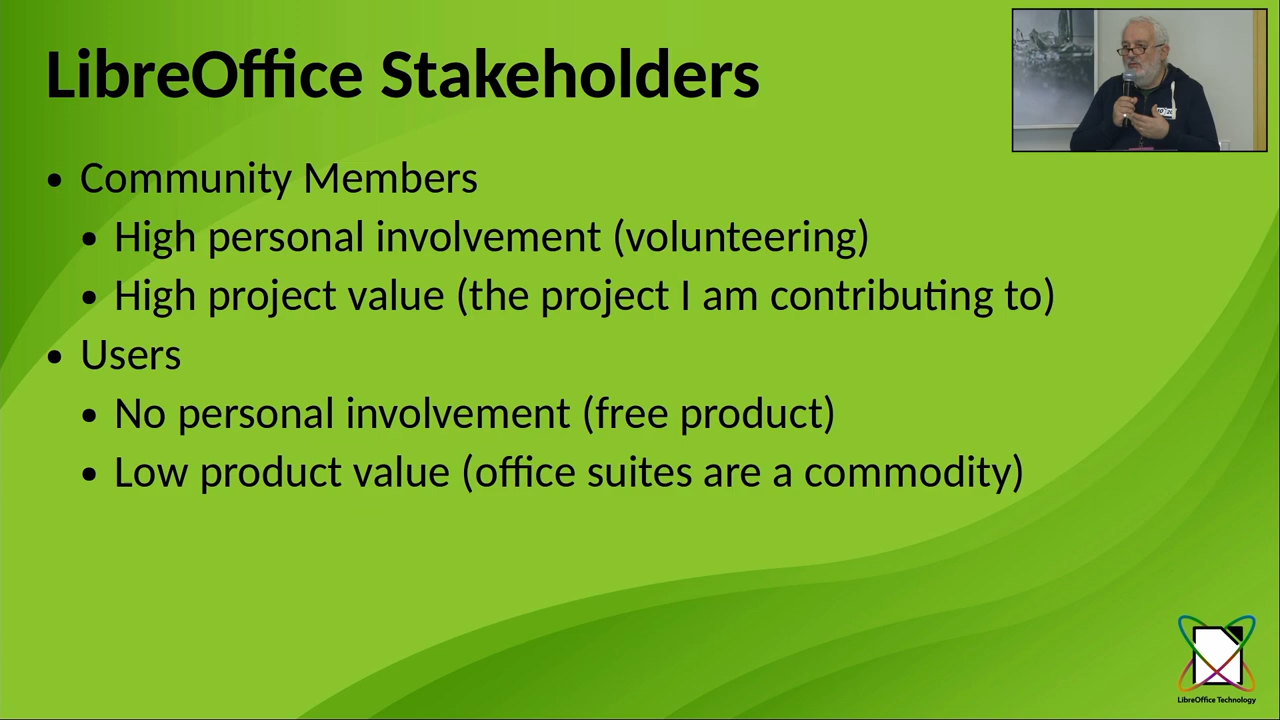 LibreOffice Stakeholders
• Community Members
• High personal involvement (volunteering)
• High project value (the project I am contributing to)
• Users
• No personal involvement (free product)
• Low product value (office suites are a commodity)
LibreOffice Technology